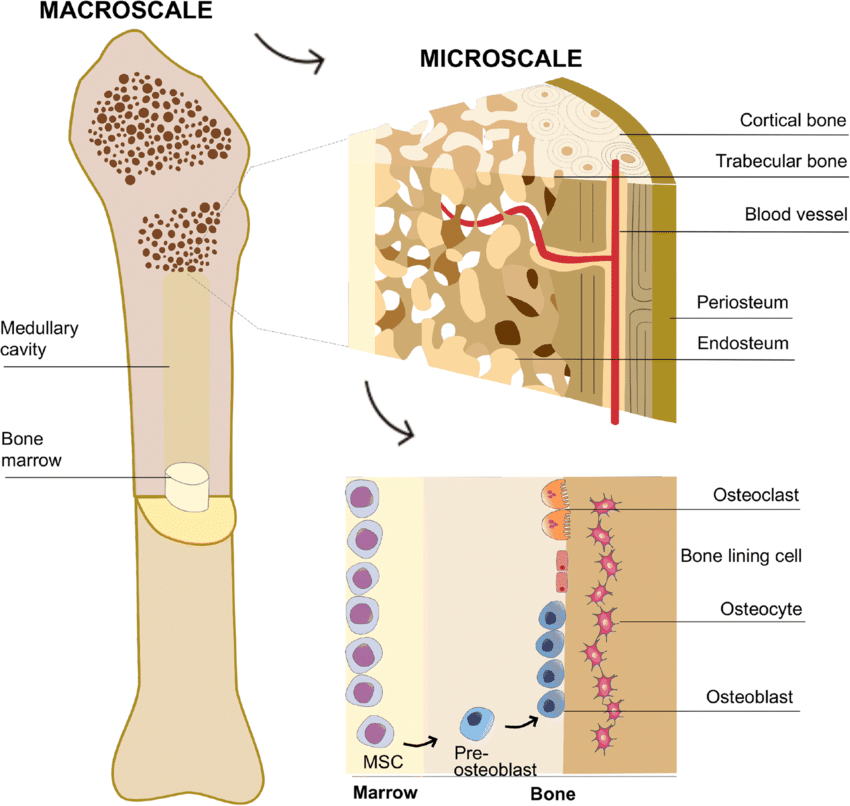 MACROSCALE
MICROSCALE
Cortical bone
Trabecular bone
Blood vessel
Periosteum
Endosteum
Medullary
cavity
Bone
marrow
Osteoclast
Bone lining cell
Osteocyte
Osteoblast
MSC
Pre-
osteoblast
Marrow
Bone